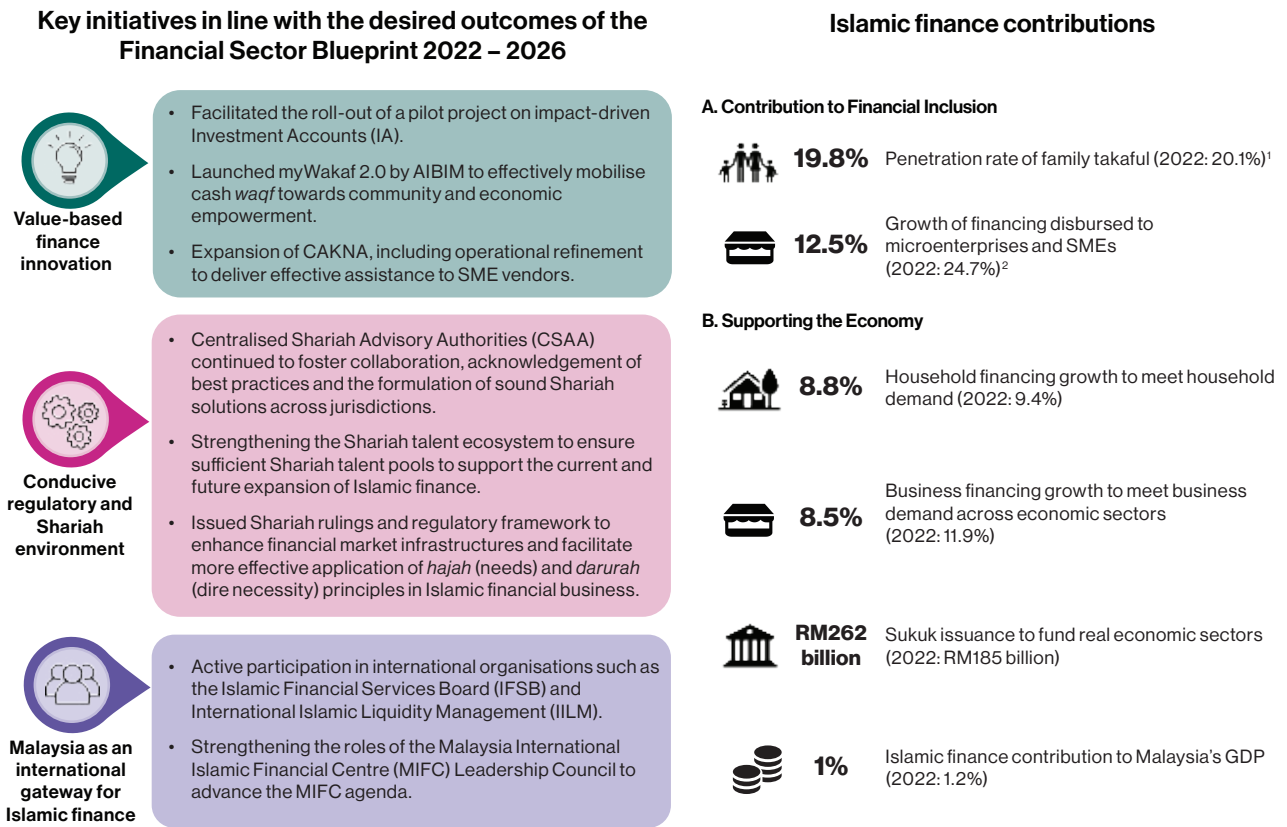 Key initiatives in line with the desired outcomes of the
Financial Sector Blueprint 2022 – 2026
Value-based
finance
innovation
• Facilitated the roll-out of a pilot project on impact-driven
Investment Accounts (IA).
• Launched myWakaf 2.0 by AIBIM to effectively mobilise
cash waqf towards community and economic
empowerment.
• Expansion of CAKNA, including operational refinement
to deliver effective assistance to SME vendors.
Conducive
regulatory and
Shariah
environment
• Centralised Shariah Advisory Authorities (CSAA)
continued to foster collaboration, acknowledgement of
best practices and the formulation of sound Shariah
solutions across jurisdictions.
• Strengthening the Shariah talent ecosystem to ensure
sufficient Shariah talent pools to support the current and
future expansion of Islamic finance.
• Issued Shariah rulings and regulatory framework to
enhance financial market infrastructures and facilitate
more effective application of hajah (needs) and darurah
(dire necessity) principles in Islamic financial business.
Malaysia as an
international
gateway for
Islamic finance
• Active participation in international organisations such as
the Islamic Financial Services Board (IFSB) and
International Islamic Liquidity Management (IILM).
• Strengthening the roles of the Malaysia International
Islamic Financial Centre (MIFC) Leadership Council to
advance the MIFC agenda.
Islamic finance contributions
A. Contribution to Financial Inclusion
19.8%
Penetration rate of family takaful (2022: 20.1%)¹
12.5%
Growth of financing disbursed to
microenterprises and SMEs
(2022: 24.7%)²
B. Supporting the Economy
8.8%
Household financing growth to meet household
demand (2022: 9.4%)
8.5%
Business financing growth to meet business
demand across economic sectors
(2022: 11.9%)
RM262
billion
Sukuk issuance to fund real economic sectors
(2022: RM185 billion)
1%
Islamic finance contribution to Malaysia's GDP
(2022: 1.2%)